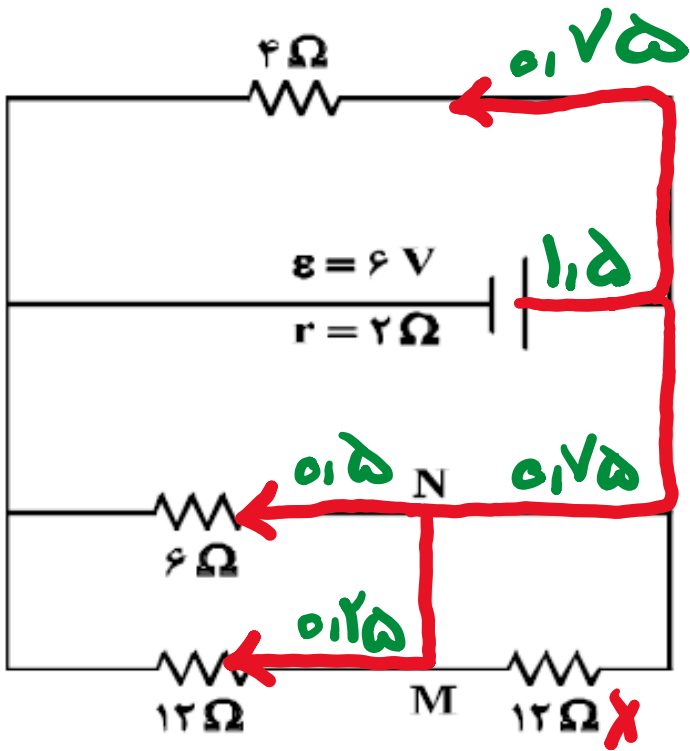 ۴Ω
۰,۷۵
ε = ۶ V
۱,۵
r = ۲Ω
۰,۵
N
۰,۷۵
۶Ω
۰,۲۵
۱۲Ω
M
۱۲Ω
x